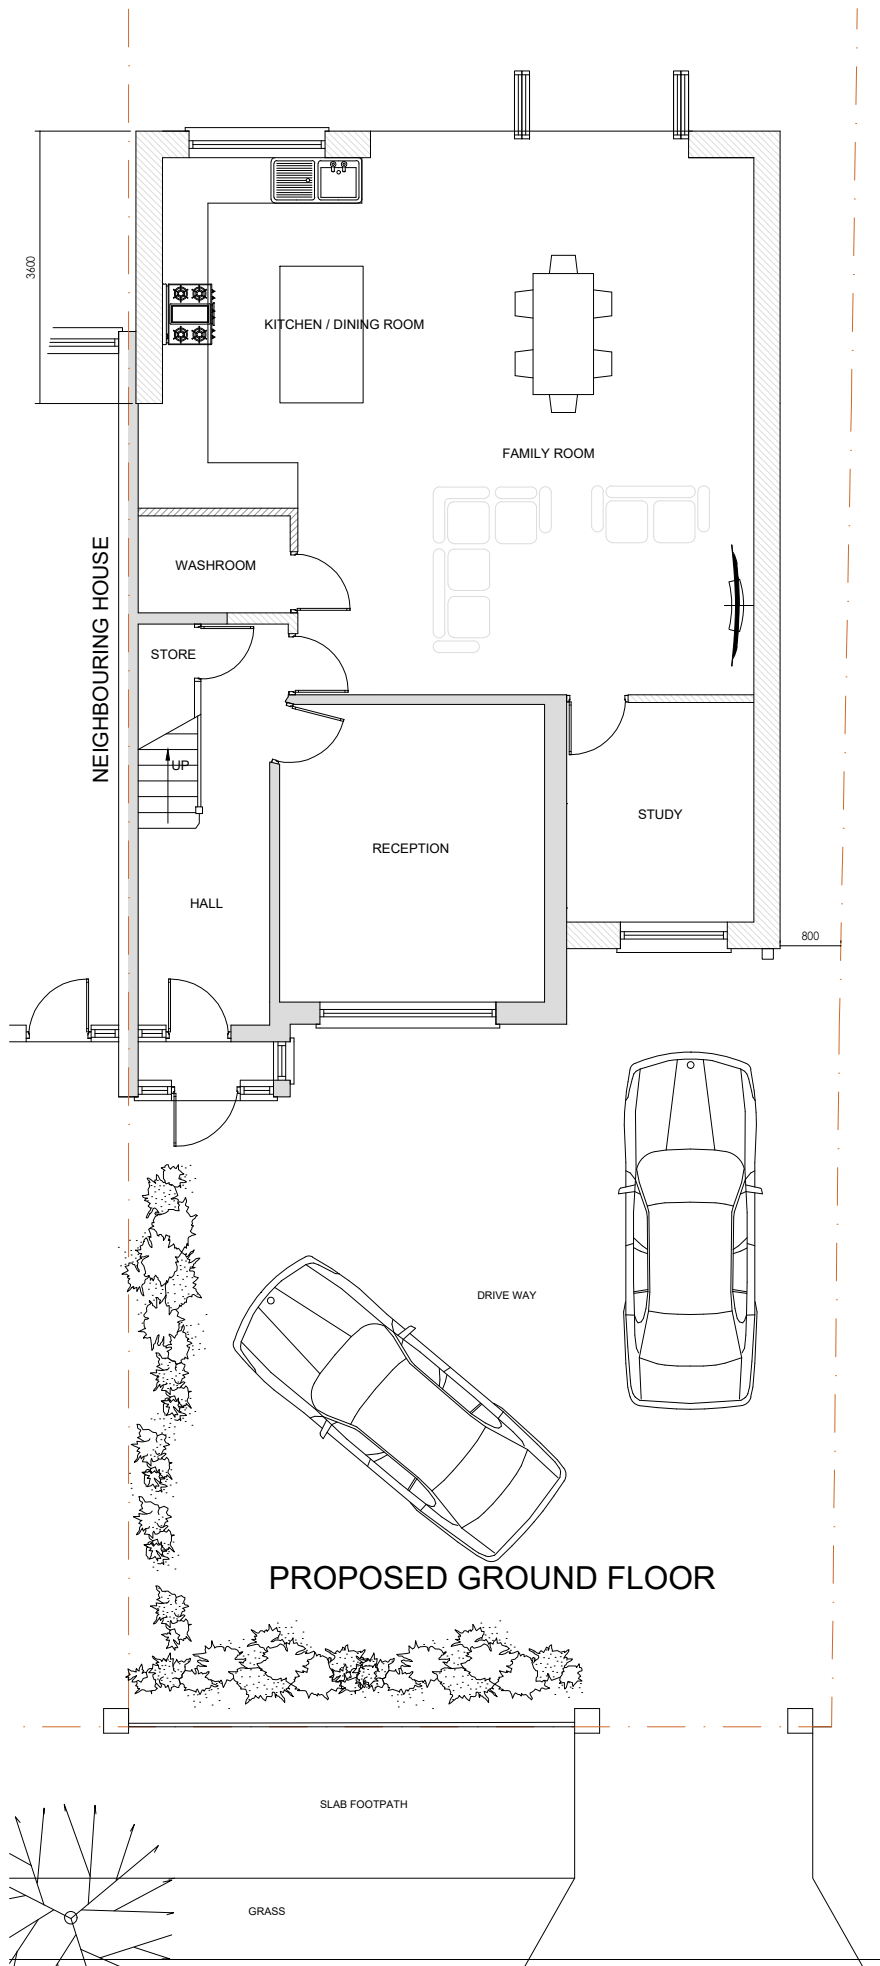 3600
KITCHEN / DINING ROOM
FAMILY ROOM
NEIGHBOURING HOUSE
WASHROOM
STORE
UP
STUDY
RECEPTION
HALL
800
DRIVE WAY
PROPOSED GROUND FLOOR
SLAB FOOTPATH
GRASS